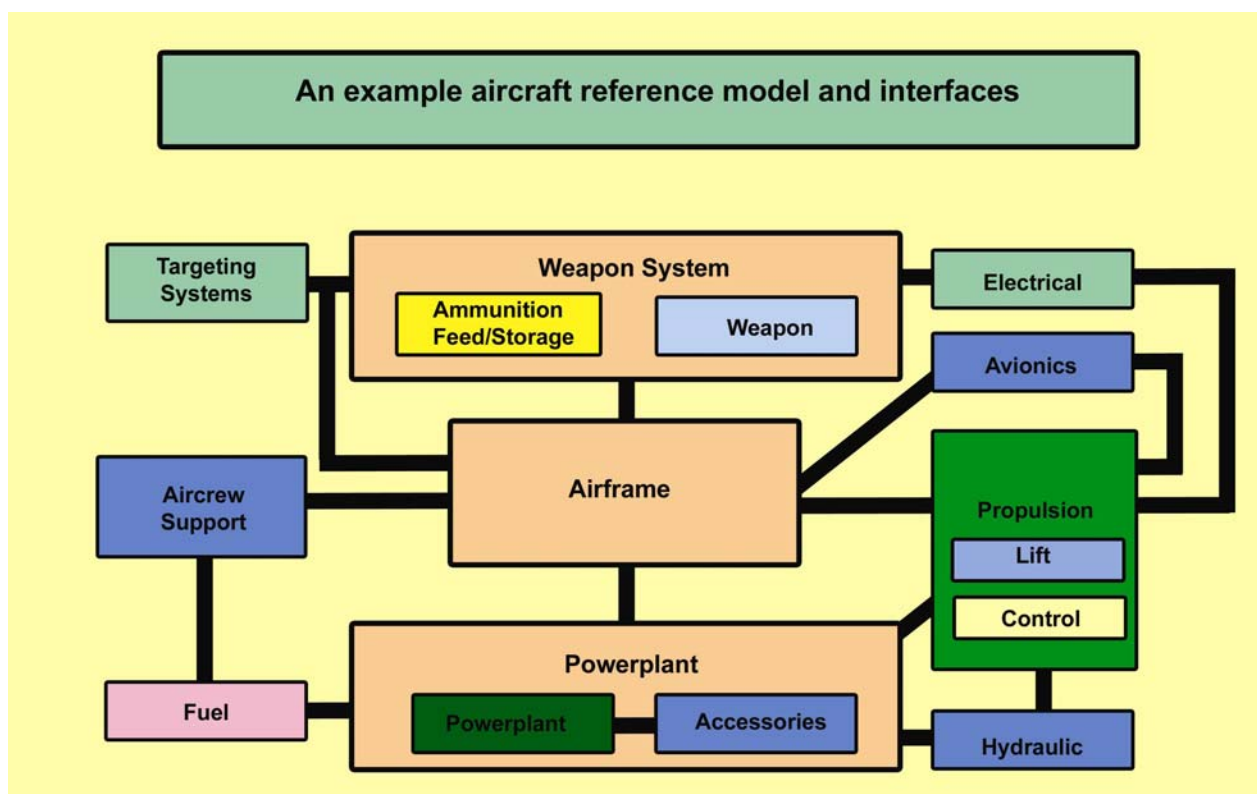 An example aircraft reference model and interfaces
Targeting
Systems
Weapon System
Ammunition
Feed/Storage
Weapon
Electrical
Avionics
Aircrew
Support
Airframe
Propulsion
Lift
Control
Powerplant
Fuel
Powerplant
Accessories
Hydraulic